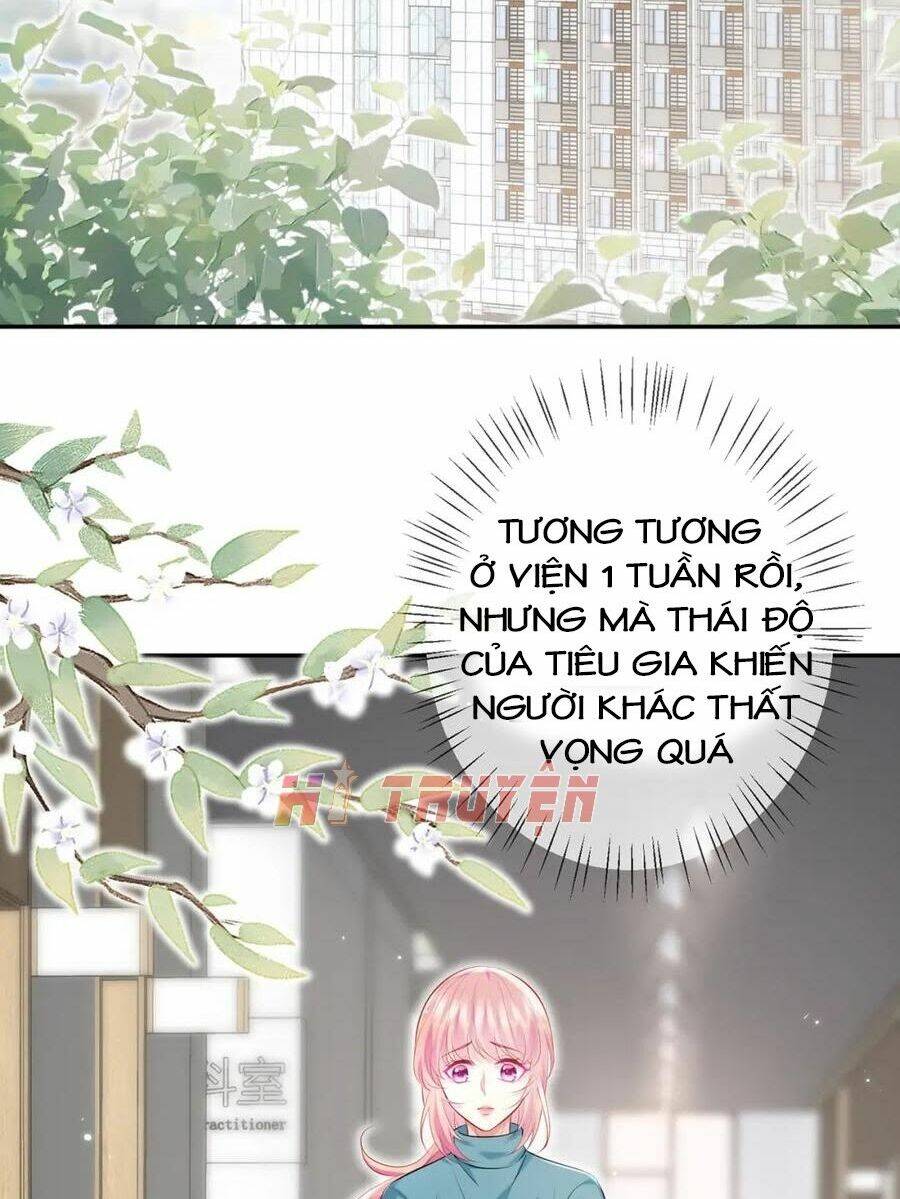 TƯƠNG TƯƠNG
Ở VIỆN 1 TUẦN RỒI,
NHƯNG MÀ THÁI ĐỘ
CỦA TIÊU GIA KHIẾN
NGƯỜI KHÁC THẤT
VỌNG QUÁ
HI TRUYỆN
科室
actitioner